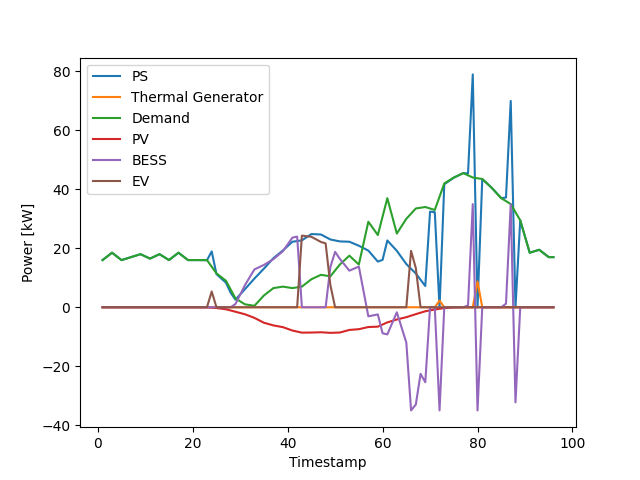 80
60
40
20
0
−20
−40
Power [kW]
PS
Thermal Generator
Demand
PV
BESS
EV
0 20 40 60 80 100
Timestamp